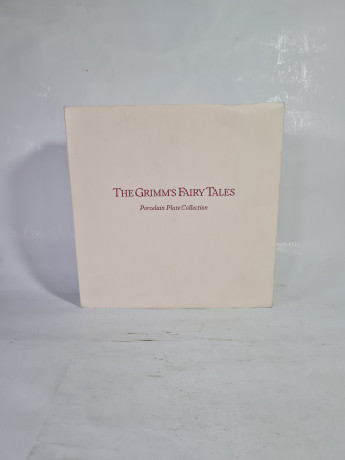 THE GRIMM'S FAIRY TALES
Porcelain Plate Collection